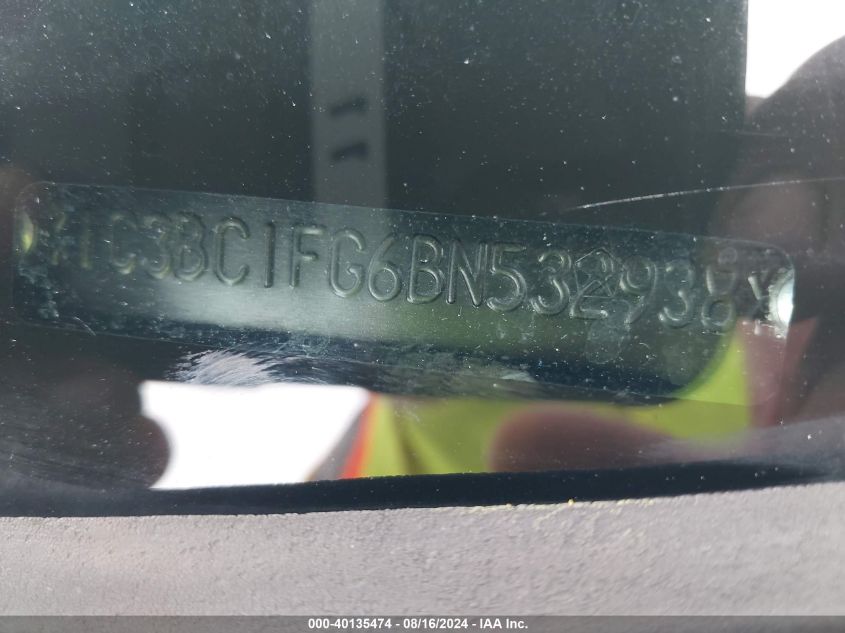 *1C3BC1FG6BN532938*
000-40135474 - 08/16/2024 - IAA Inc.